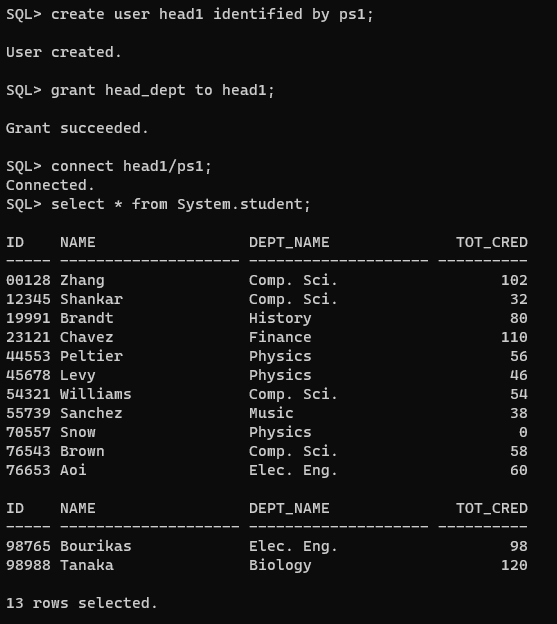 SQL> create user head1 identified by ps1;
User created.
SQL> grant head_dept to head1;
Grant succeeded.
SQL> connect head1/ps1;
Connected.
SQL> select * from System.student;
ID    NAME                 DEPT_NAME              TOT_CRED
----- -------------------- -------------------- ----------
00128 Zhang                Comp. Sci.                  102
12345 Shankar              Comp. Sci.                   32
19991 Brandt               History                      80
23121 Chavez               Finance                     110
44553 Peltier              Physics                      56
45678 Levy                 Physics                      46
54321 Williams             Comp. Sci.                   54
55739 Sanchez              Music                        38
70557 Snow                 Physics                       0
76543 Brown                Comp. Sci.                   58
76653 Aoi                  Elec. Eng.                   60
ID    NAME                 DEPT_NAME              TOT_CRED
----- -------------------- -------------------- ----------
98765 Bourikas             Elec. Eng.                   98
98988 Tanaka               Biology                     120
13 rows selected.